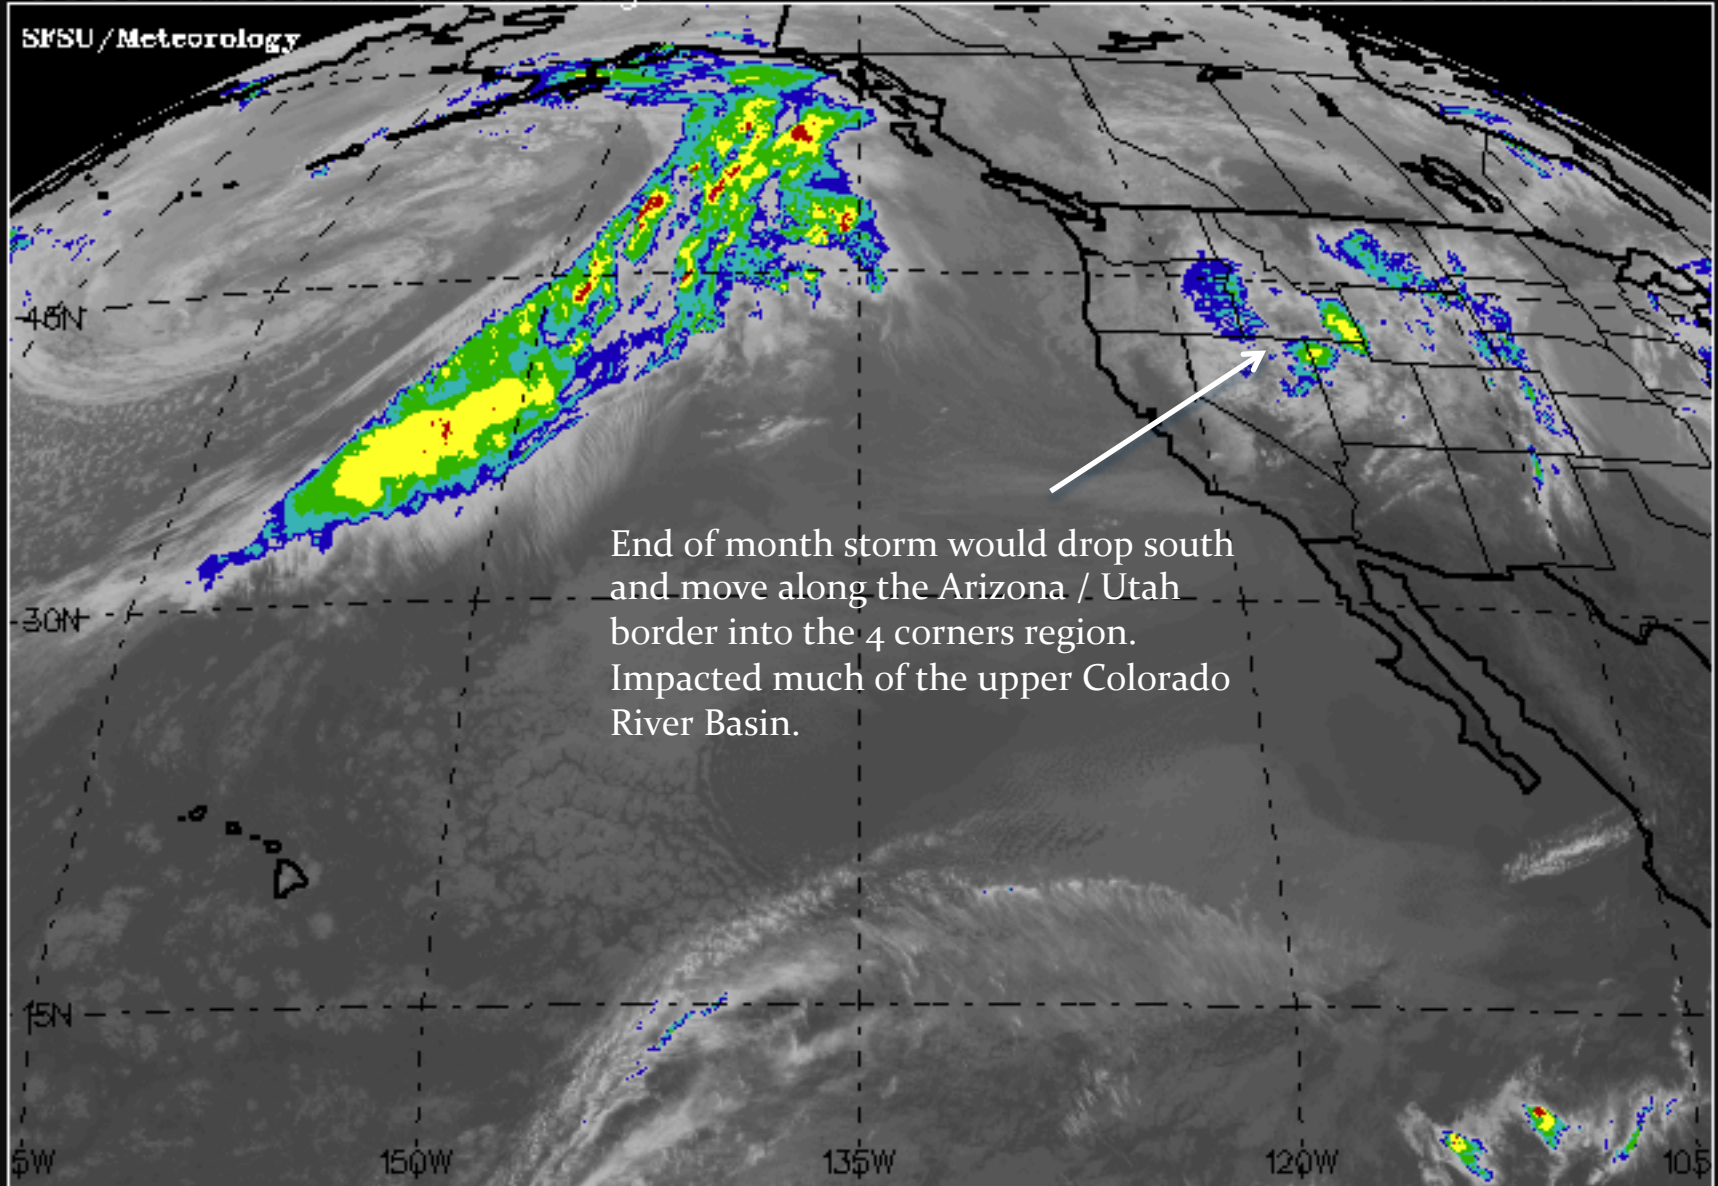 SFSU/Meteorology
45N
End of month storm would drop south
and move along the Arizona / Utah
border into the 4 corners region.
Impacted much of the upper Colorado
River Basin.
30N
15N
5W 150W 135W 120W 105